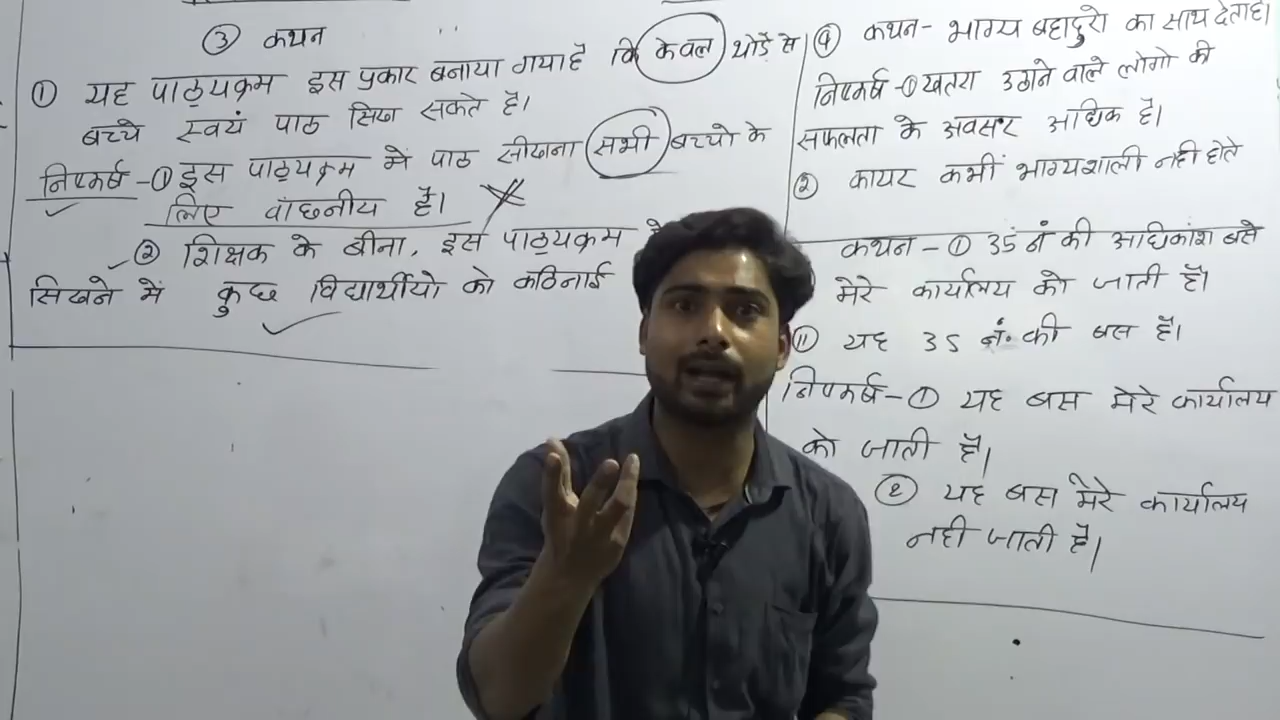 ③ कथन
① यह पाठ्यक्रम इस प्रकार बनाया गया है कि केवल थोड़े से
बच्चे स्वयं पाठ सिख सकते है।
निष्कर्ष - ① इस पाठ्यक्रम में पाठ सीखना सभी बच्चो के
लिए वांछनीय है।
② शिक्षक के बीना, इस पाठ्यक्रम
सिखने में कुछ विद्यार्थीयो को कठिनाई
④ कथन - भाग्य बहादुरो का साथ देता है।
निष्कर्ष - ① खतरा उठाने वाले लोगो की
सफलता के अवसर अधिक है।
② कायर कभी भाग्यशाली नही होते
कथन - ① 35 नं की अधिकांश बसे
मेरे कार्यालय को जाती है।
॥ यह 35 नं. की बस है।
निष्कर्ष - ① यह बस मेरे कार्यालय
को जाती है।
② यह बस मेरे कार्यालय
नही जाती है।